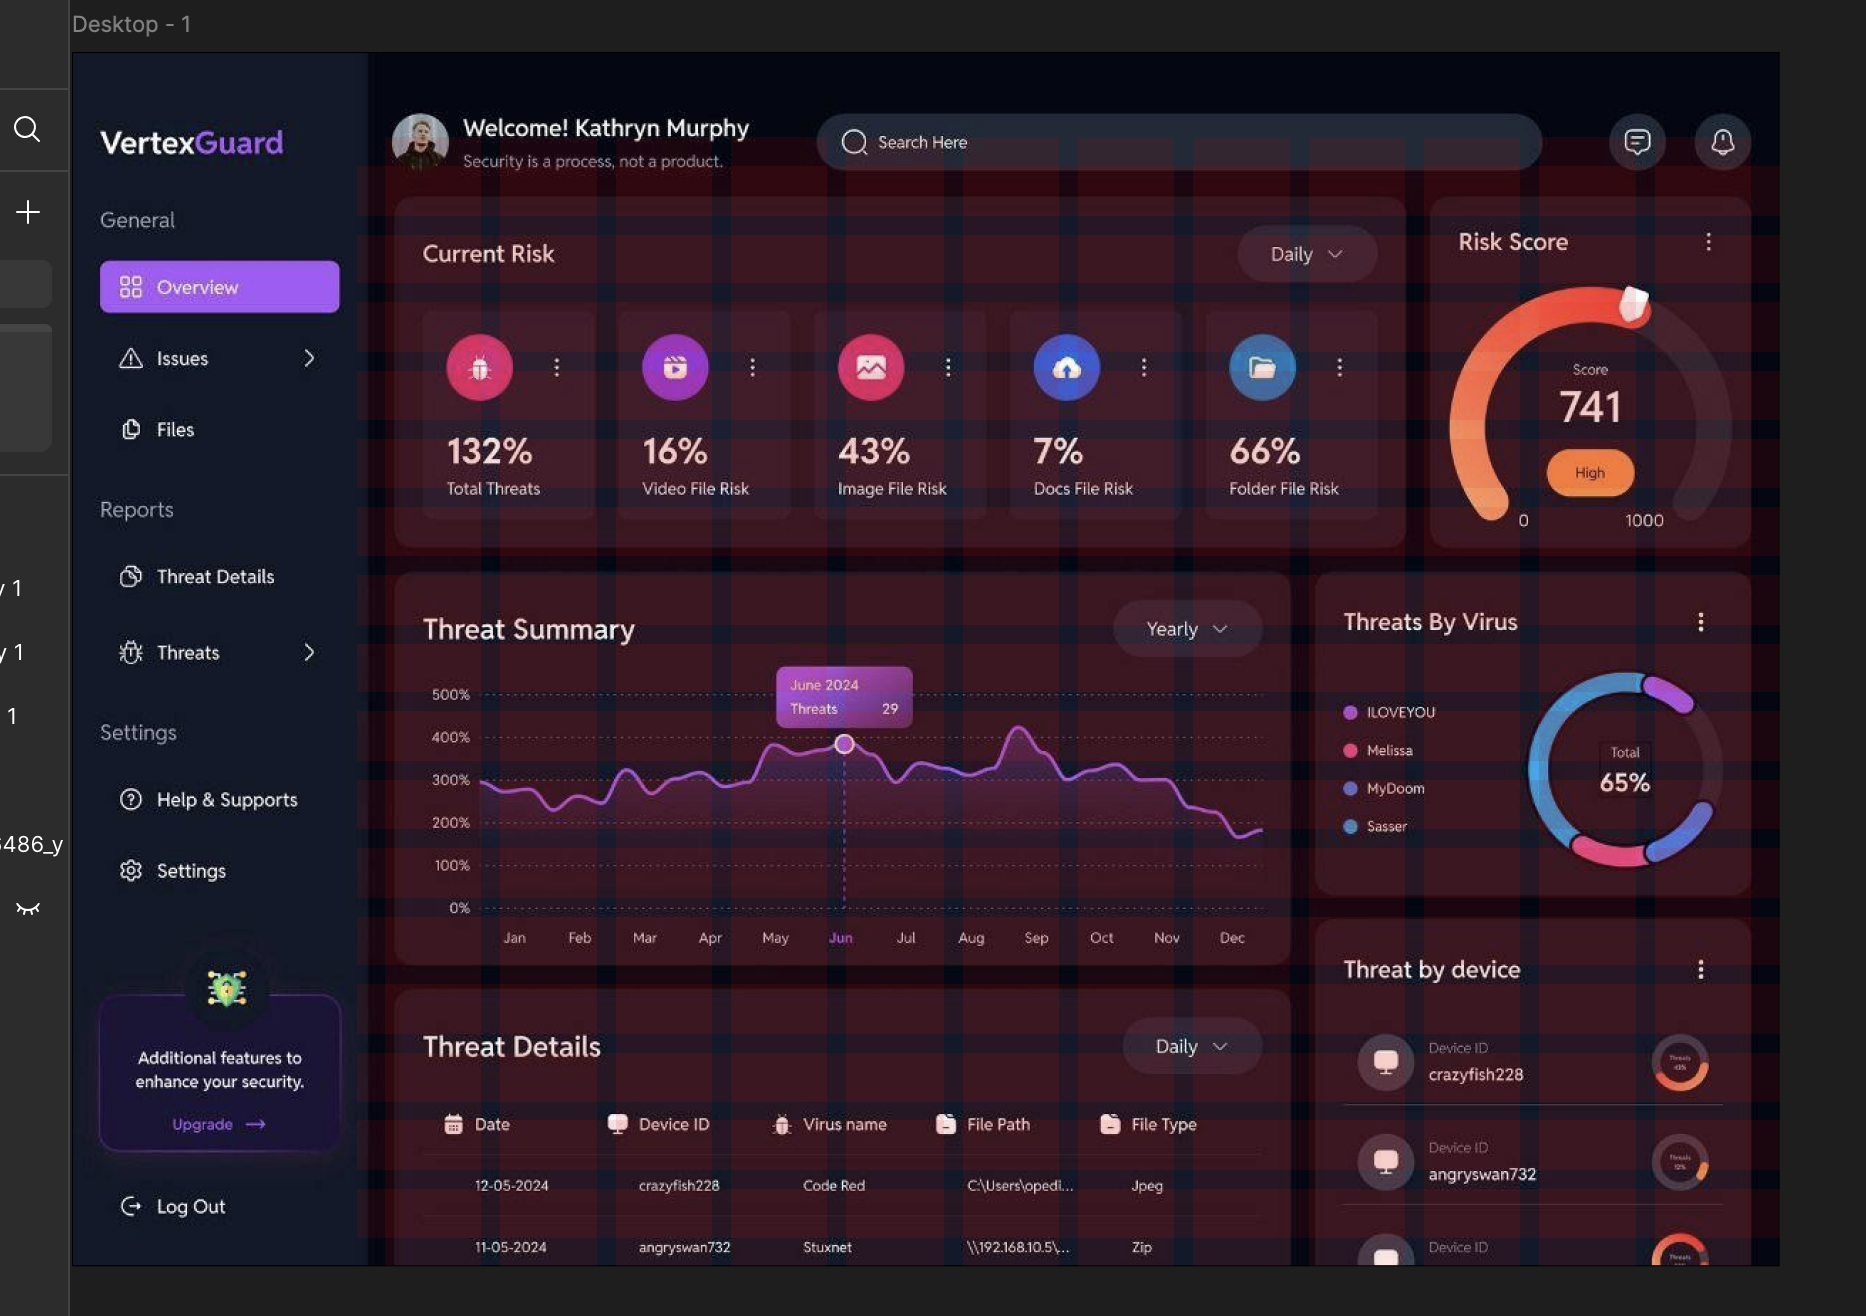 Desktop - 1
y 1
y 1
1
6486_y
VertexGuard
General
Overview
Issues
Files
Reports
Threat Details
Threats
Settings
Help & Supports
Settings
Additional features to
enhance your security.
Upgrade
Log Out
Welcome! Kathryn Murphy
Security is a process, not a product.
Search Here
Current Risk
Daily
132%
Total Threats
16%
Video File Risk
43%
Image File Risk
7%
Docs File Risk
66%
Folder File Risk
Risk Score
Score
741
High
0 1000
Threat Summary
Yearly
June 2024
Threats 29
500%
400%
300%
200%
100%
0%
Jan Feb Mar Apr May Jun Jul Aug Sep Oct Nov Dec
Threats By Virus
ILOVEYOU
Melissa
MyDoom
Sasser
Total
65%
Threat Details
Daily
Date Device ID Virus name File Path File Type
12-05-2024 crazyfish228 Code Red C:\Users\opedi... Jpeg
11-05-2024 angryswan732 Stuxnet \\192.168.10.5\... Zip
Threat by device
Device ID
crazyfish228
Threats
Device ID
angryswan732
Threats
12%
Device ID
Threats